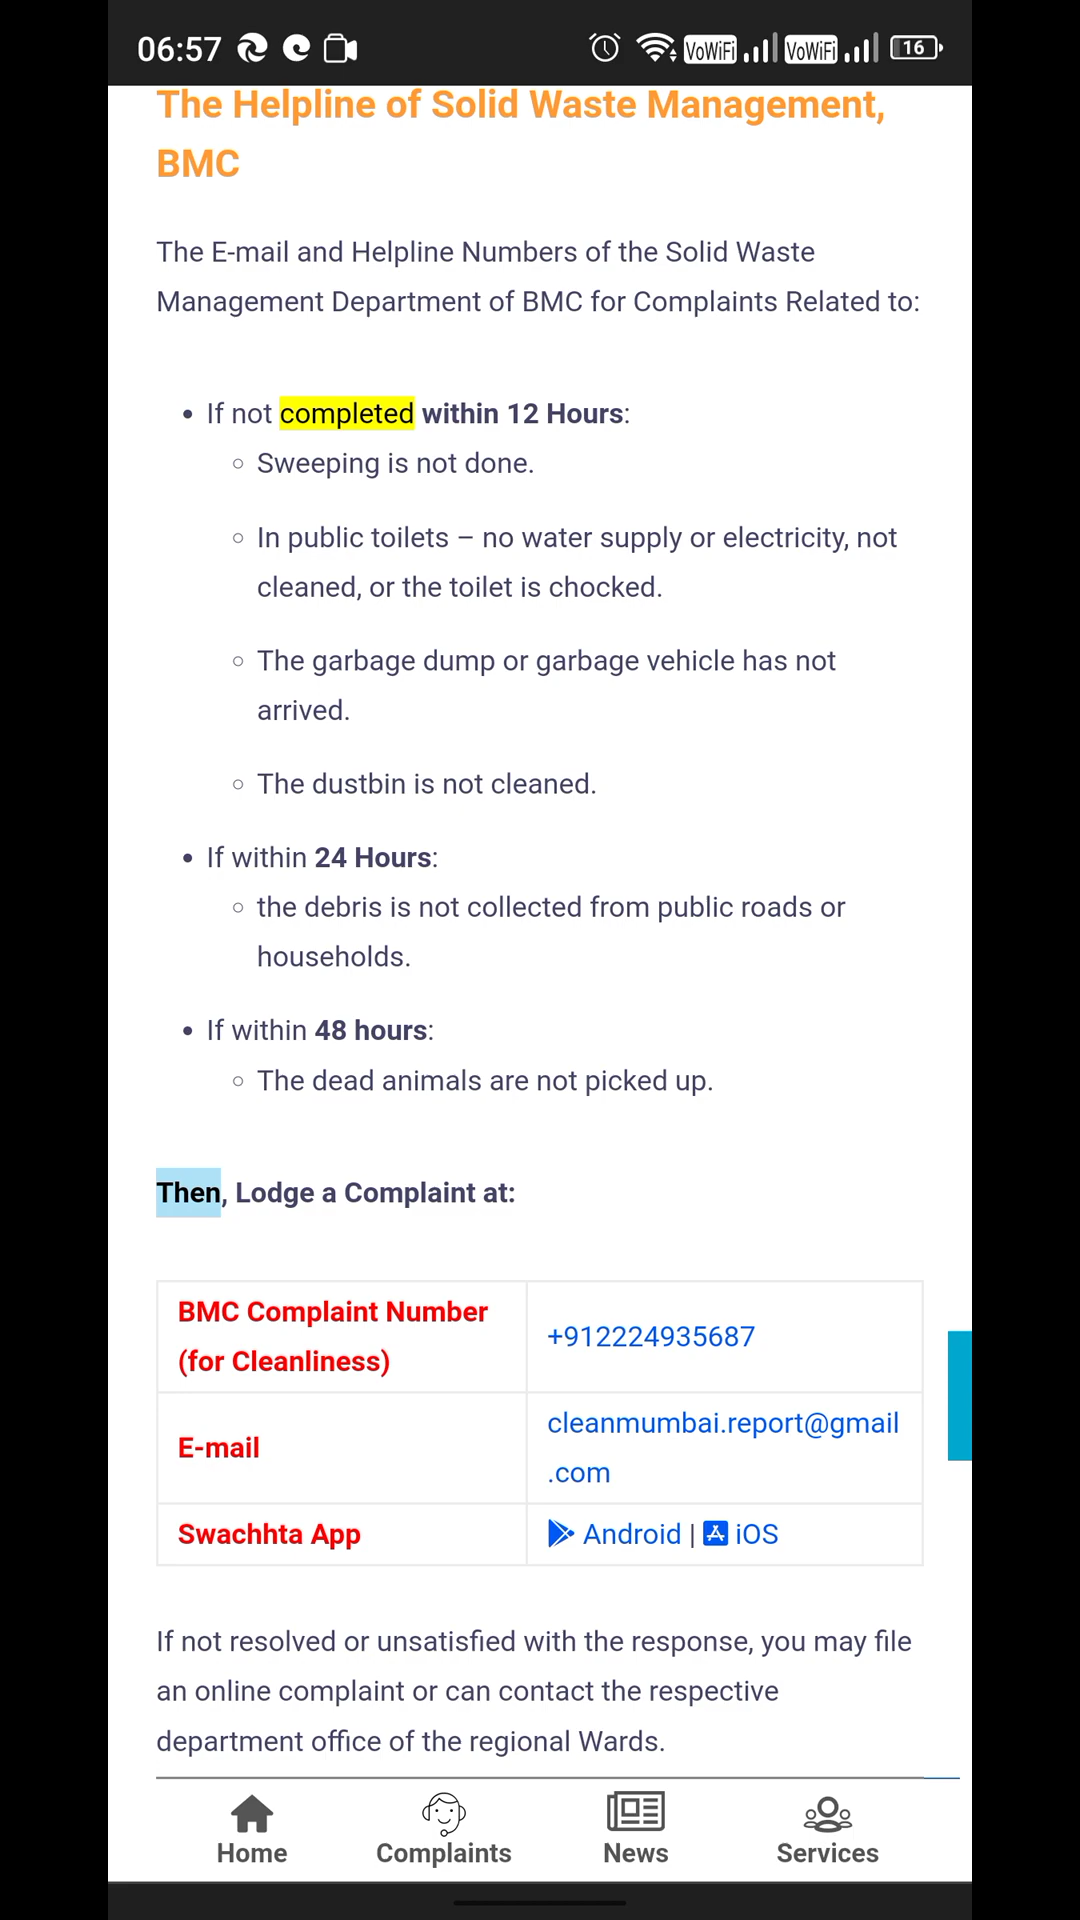 06:57 VoWiFi VoWiFi 16
The Helpline of Solid Waste Management,
BMC
The E-mail and Helpline Numbers of the Solid Waste
Management Department of BMC for Complaints Related to:
• If not completed within 12 Hours:
◦ Sweeping is not done.
◦ In public toilets – no water supply or electricity, not
cleaned, or the toilet is chocked.
◦ The garbage dump or garbage vehicle has not
arrived.
◦ The dustbin is not cleaned.
• If within 24 Hours:
◦ the debris is not collected from public roads or
households.
• If within 48 hours:
◦ The dead animals are not picked up.
Then, Lodge a Complaint at:
BMC Complaint Number
(for Cleanliness)
+912224935687
E-mail
cleanmumbai.report@gmail
.com
Swachhta App
Android | iOS
If not resolved or unsatisfied with the response, you may file
an online complaint or can contact the respective
department office of the regional Wards.
Home Complaints News Services